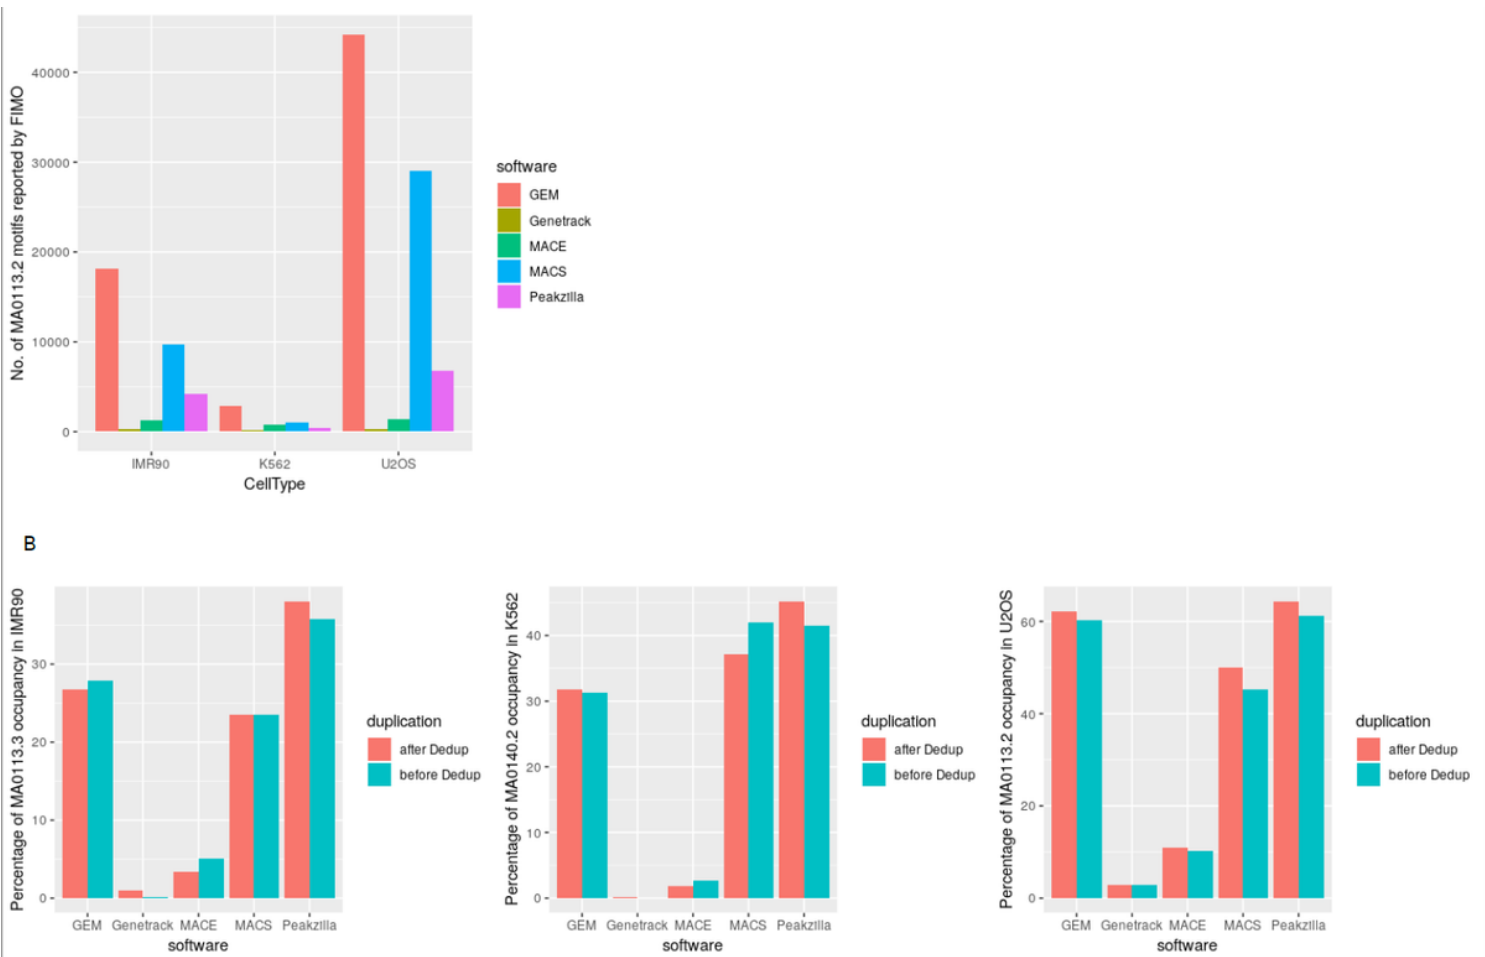 No. of MA0113.2 motifs reported by FIMO
40000
30000
20000
10000
0
IMR90 K562 U2OS
CellType
software
GEM
Genetrack
MACE
MACS
Peakzilla
B
Percentage of MA0113.3 occupancy in IMR90
30
20
10
0
GEM Genetrack MACE MACS Peakzilla
software
duplication
after Dedup
before Dedup
Percentage of MA0140.2 occupancy in K562
40
30
20
10
0
GEM Genetrack MACE MACS Peakzilla
software
duplication
after Dedup
before Dedup
Percentage of MA0113.2 occupancy in U2OS
60
40
20
0
GEM Genetrack MACE MACS Peakzilla
software
duplication
after Dedup
before Dedup